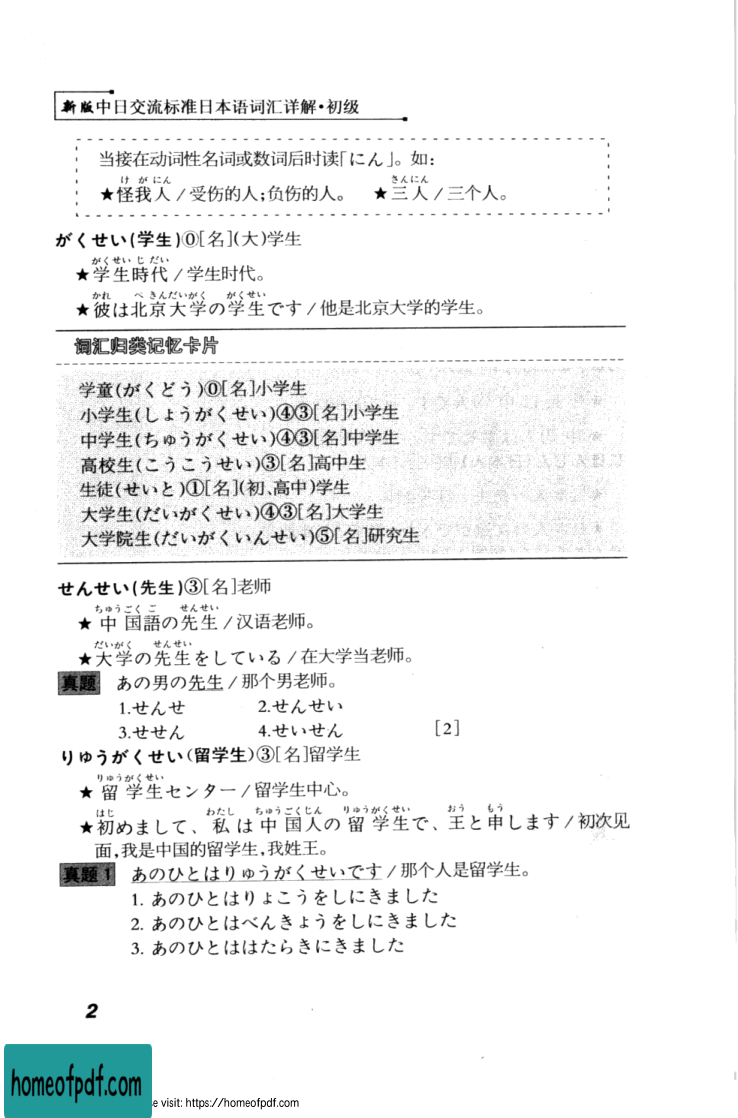 新版中日交流标准日本语词汇详解·初级
当接在动词性名词或数词后时读「にん」。如:
けがにん さんにん
★怪我人/受伤的人;负伤的人。 ★三人/三个人。
がくせい(学生)⓪[名](大)学生
がくせいじだい
★学生時代/学生时代。
かれ ぺきんだいがく がくせい
★彼は北京大学の学生です/他是北京大学的学生。
词汇归类记忆卡片
学童(がくどう)⓪[名]小学生
小学生(しょうがくせい)④③[名]小学生
中学生(ちゅうがくせい)④③[名]中学生
高校生(こうこうせい)③[名]高中生
生徒(せいと)①[名](初、高中)学生
大学生(だいがくせい)④③[名]大学生
大学院生(だいがくいんせい)⑤[名]研究生
せんせい(先生)③[名]老师
ちゅうごくご せんせい
★中国語の先生/汉语老师。
だいがく せんせい
★大学の先生をしている/在大学当老师。
真题 あの男の先生/那个男老师。
1.せんせ 2.せんせい
3.せせん 4.せいせん [2]
りゅうがくせい(留学生)③[名]留学生
りゅうがくせい
★留学生センター/留学生中心。
はじ わたし ちゅうごくじん りゅうがくせい おう もう
★初めまして、私は中国人の留学生で、王と申します/初次见
面,我是中国的留学生,我姓王。
真题1 あのひとはりゅうがくせいです/那个人是留学生。
1. あのひとはりょこうをしにきました
2. あのひとはべんきょうをしにきました
3. あのひとははたらきにきました
2
homeofpdf.com
e visit: https://homeofpdf.com